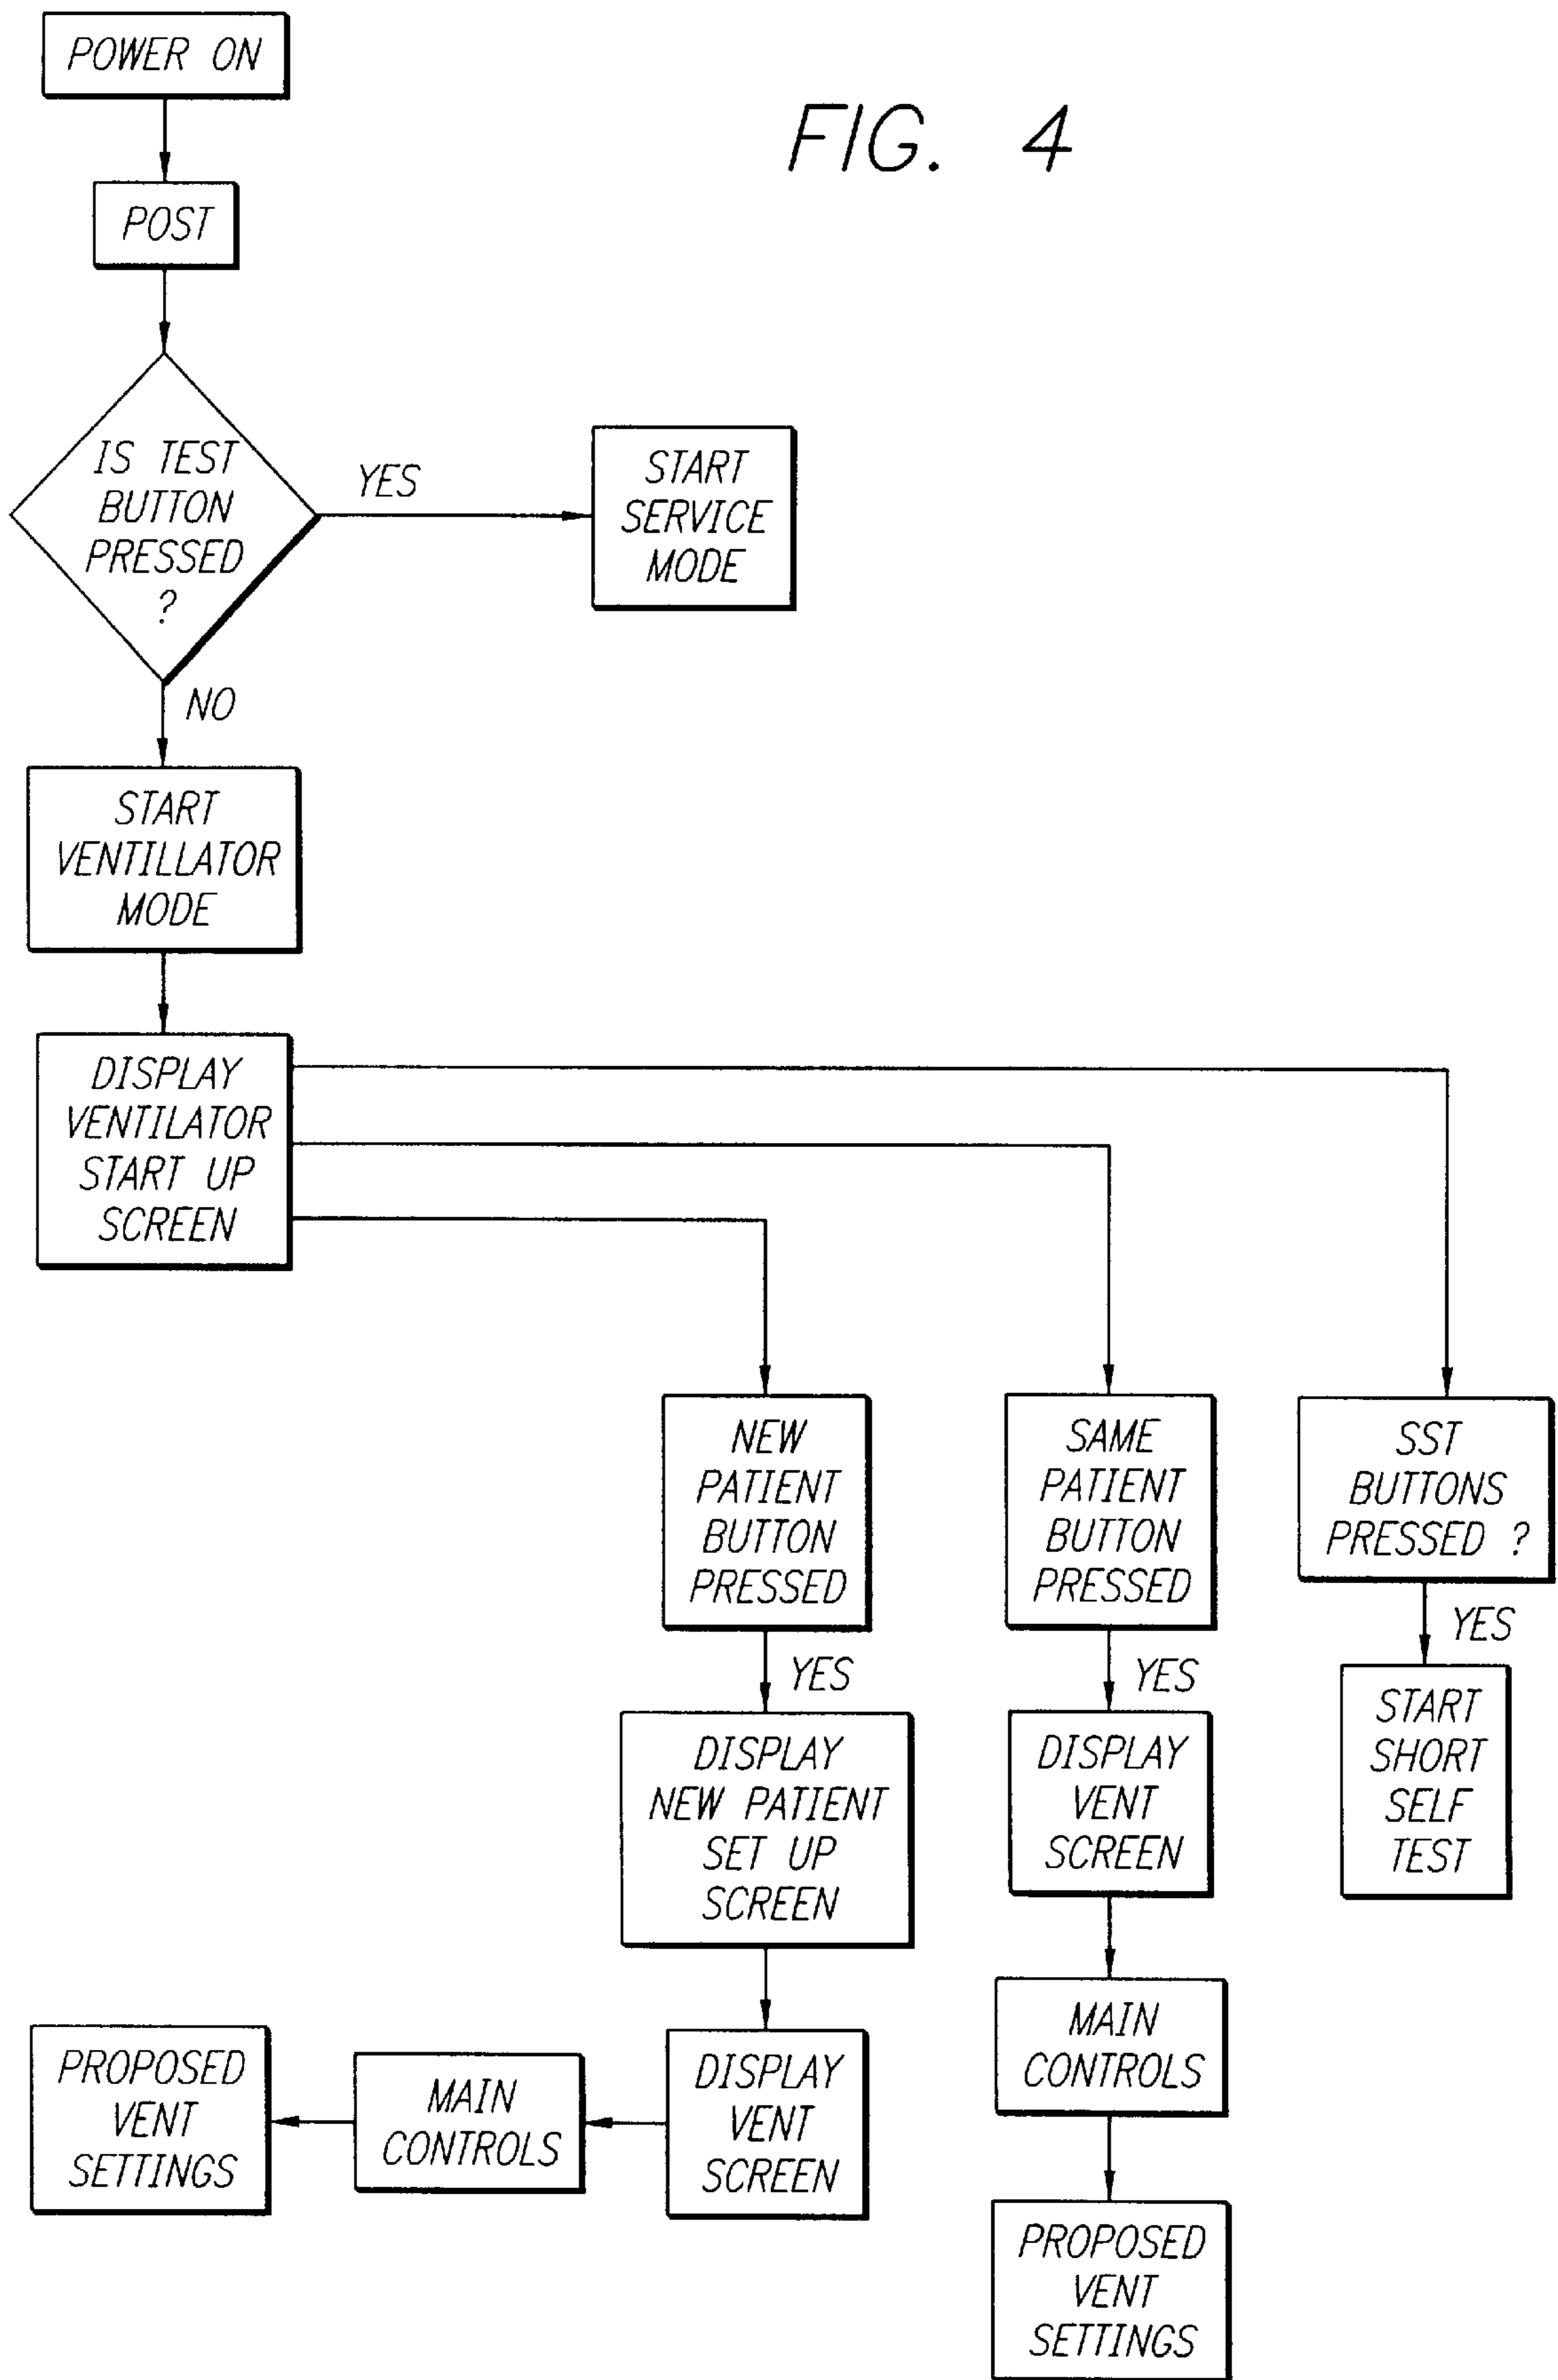 POWER ON
FIG. 4
POST
IS TEST
BUTTON
PRESSED
?
YES
START
SERVICE
MODE
NO
START
VENTILLATOR
MODE
DISPLAY
VENTILATOR
START UP
SCREEN
NEW
PATIENT
BUTTON
PRESSED
YES
DISPLAY
NEW PATIENT
SET UP
SCREEN
DISPLAY
VENT
SCREEN
MAIN
CONTROLS
PROPOSED
VENT
SETTINGS
SAME
PATIENT
BUTTON
PRESSED
YES
DISPLAY
VENT
SCREEN
MAIN
CONTROLS
PROPOSED
VENT
SETTINGS
SST
BUTTONS
PRESSED ?
YES
START
SHORT
SELF
TEST